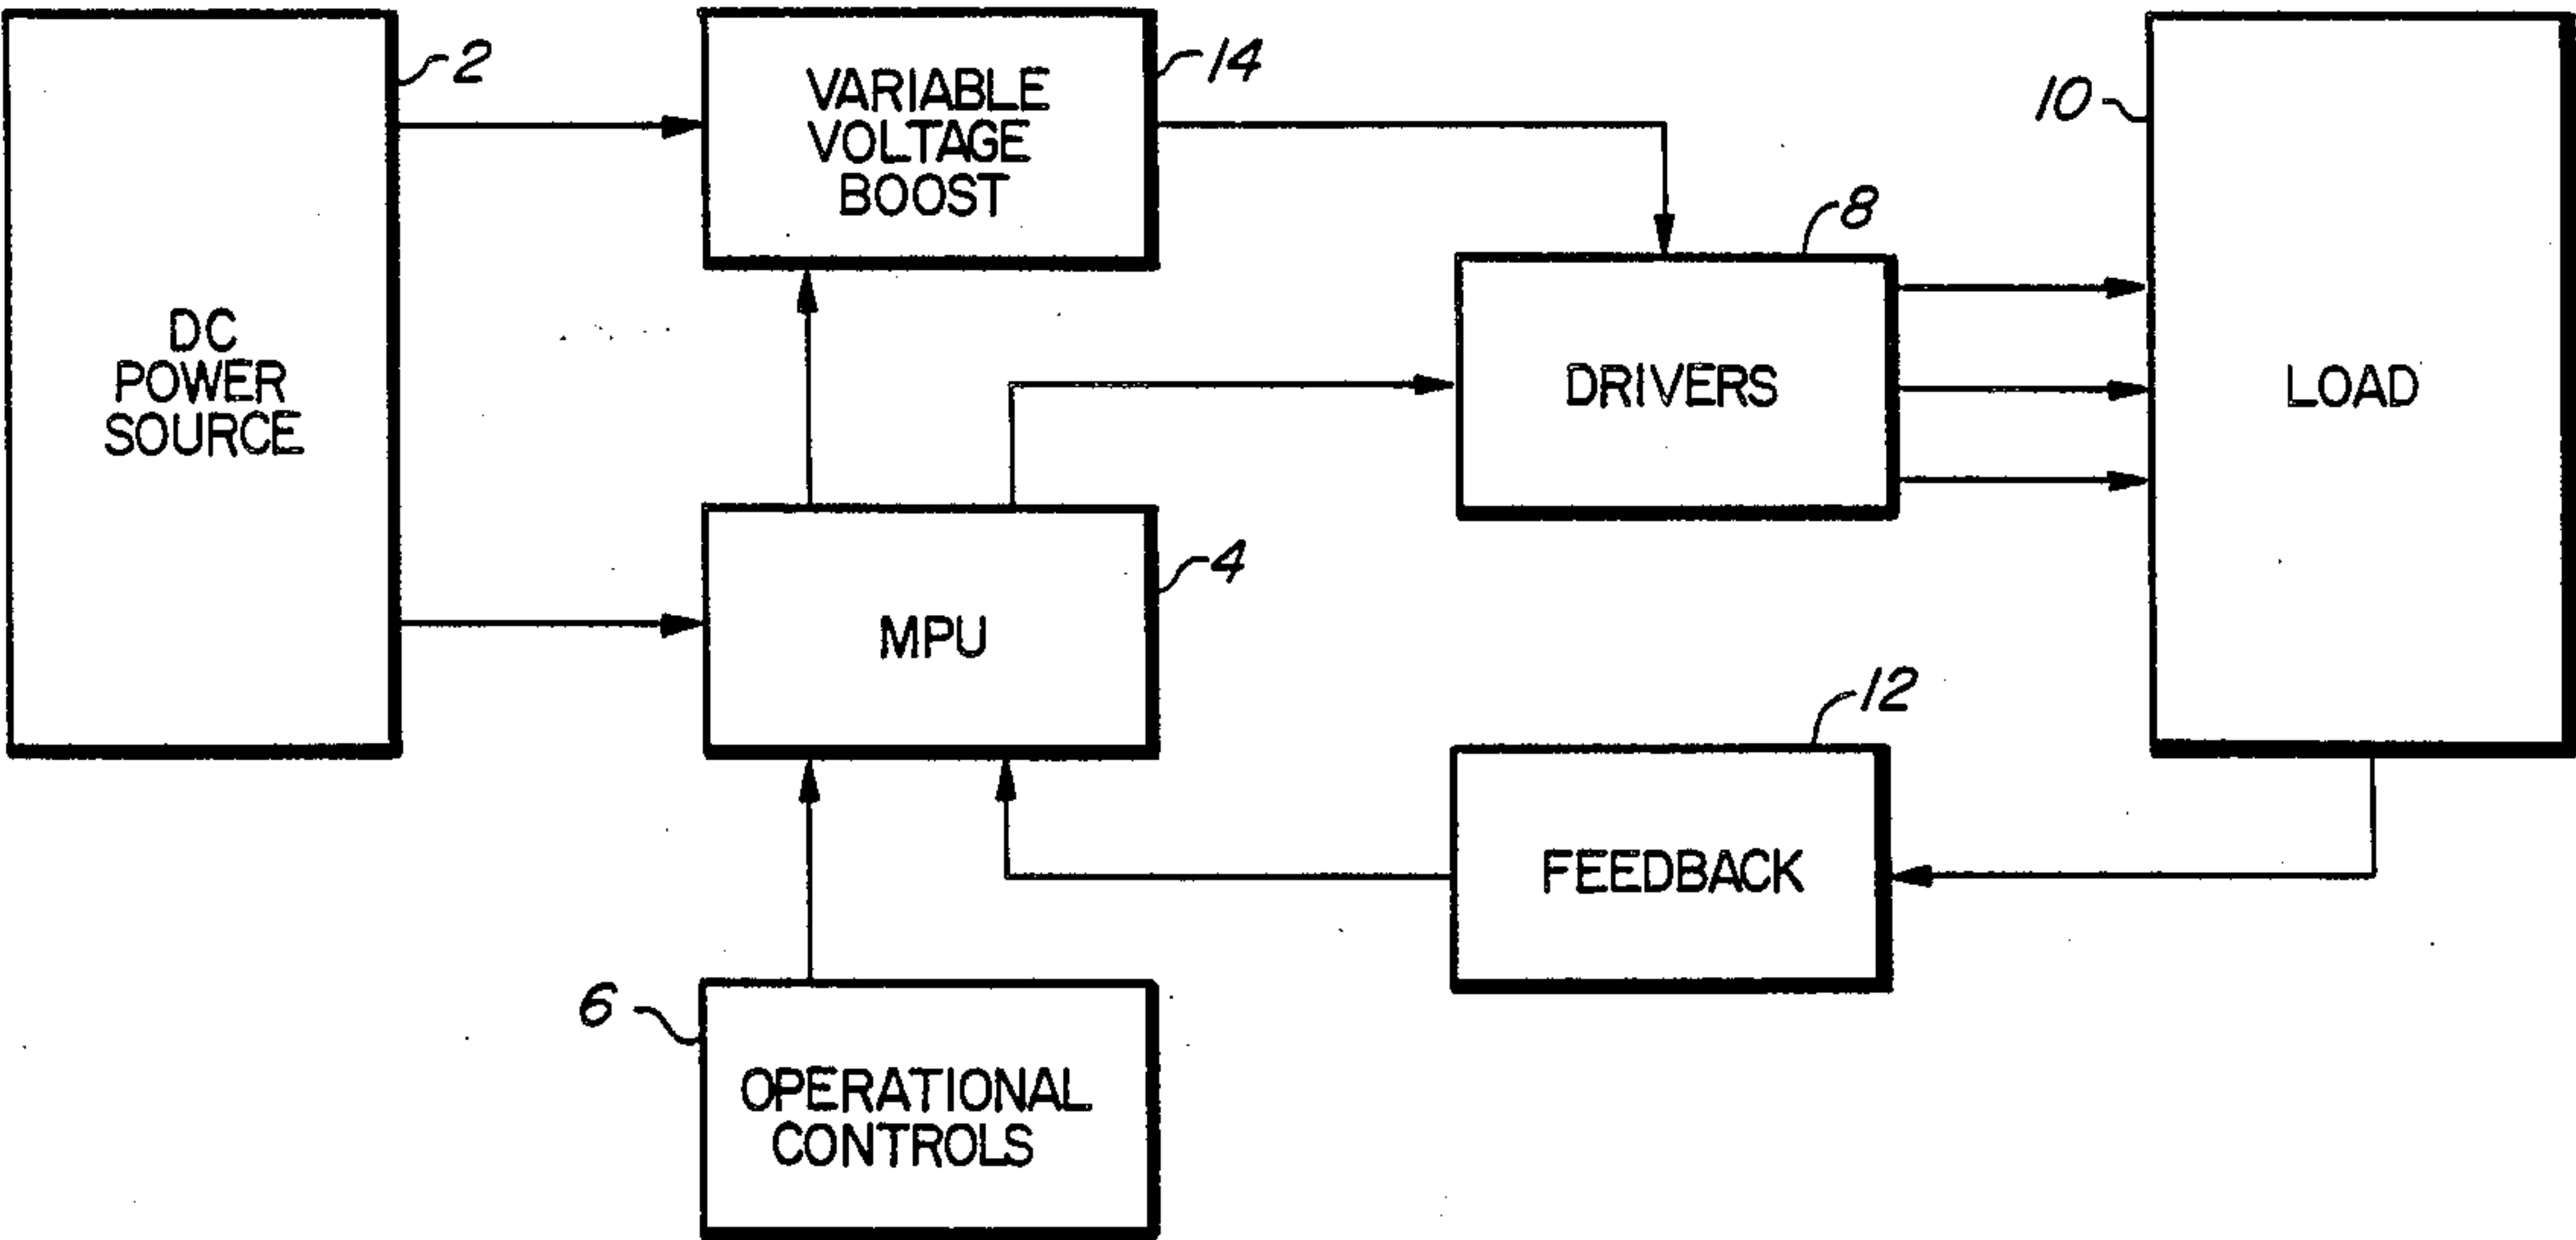 2
DC
POWER
SOURCE
14
VARIABLE
VOLTAGE
BOOST
8
DRIVERS
10
LOAD
4
MPU
12
FEEDBACK
6
OPERATIONAL
CONTROLS